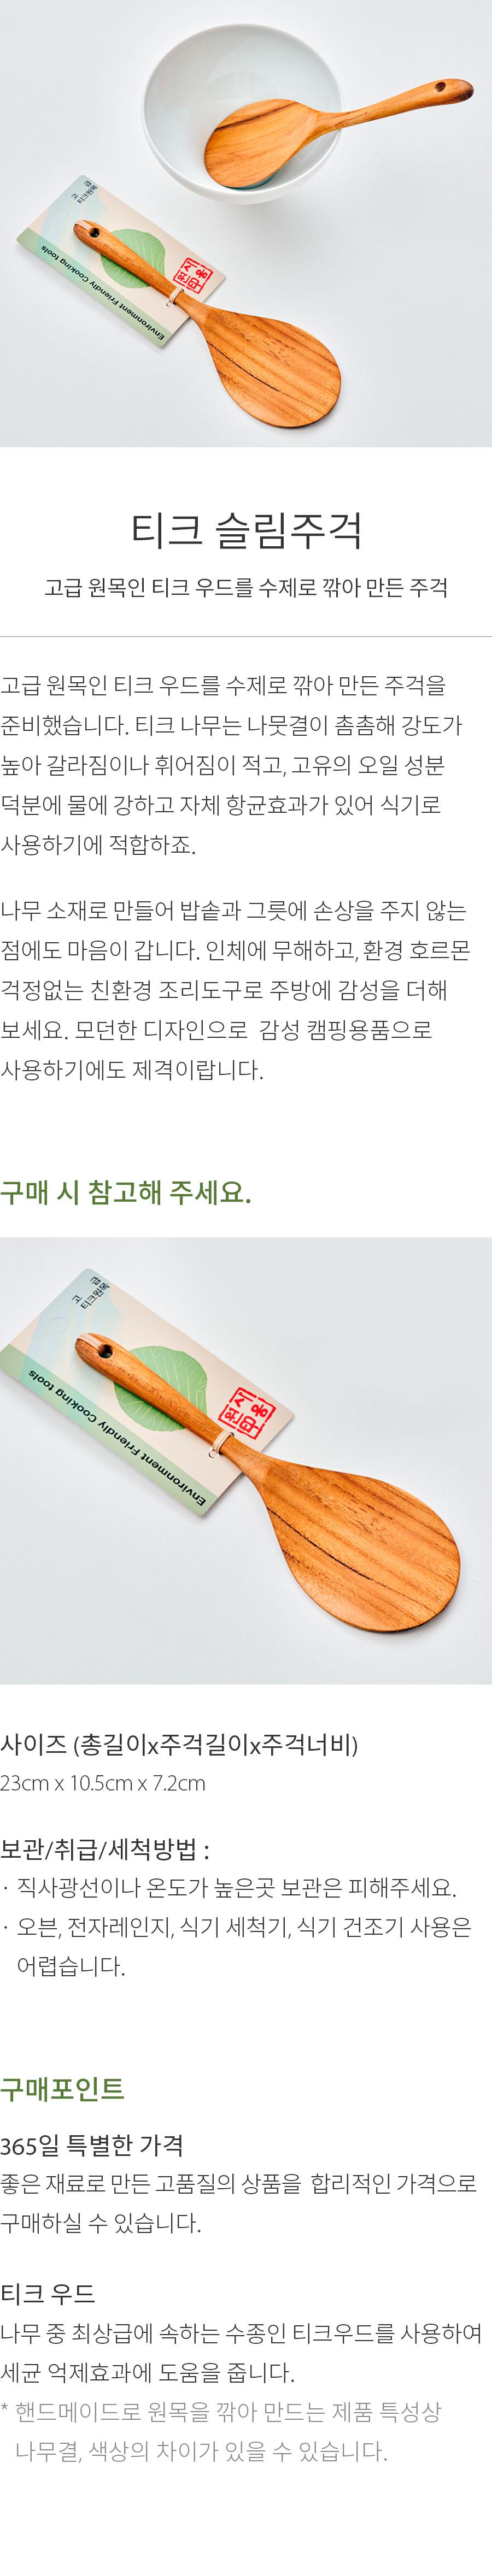 고급
티크원목
Environment Friendly Cooking tools
티크 슬림주걱
고급 원목인 티크 우드를 수제로 깎아 만든 주걱
고급 원목인 티크 우드를 수제로 깎아 만든 주걱을
준비했습니다. 티크 나무는 나뭇결이 촘촘해 강도가
높아 갈라짐이나 휘어짐이 적고, 고유의 오일 성분
덕분에 물에 강하고 자체 항균효과가 있어 식기로
사용하기에 적합하죠.
나무 소재로 만들어 밥솥과 그릇에 손상을 주지 않는
점에도 마음이 갑니다. 인체에 무해하고, 환경 호르몬
걱정없는 친환경 조리도구로 주방에 감성을 더해
보세요. 모던한 디자인으로  감성 캠핑용품으로
사용하기에도 제격이랍니다.
구매 시 참고해 주세요.
고급
티크원목
Environment Friendly Cooking tools
사이즈 (총길이x주걱길이x주걱너비)
23cm x 10.5cm x 7.2cm
보관/취급/세척방법 :
· 직사광선이나 온도가 높은곳 보관은 피해주세요.
· 오븐, 전자레인지, 식기 세척기, 식기 건조기 사용은
어렵습니다.
구매포인트
365일 특별한 가격
좋은 재료로 만든 고품질의 상품을  합리적인 가격으로
구매하실 수 있습니다.
티크 우드
나무 중 최상급에 속하는 수종인 티크우드를 사용하여
세균 억제효과에 도움을 줍니다.
* 핸드메이드로 원목을 깎아 만드는 제품 특성상
나무결, 색상의 차이가 있을 수 있습니다.